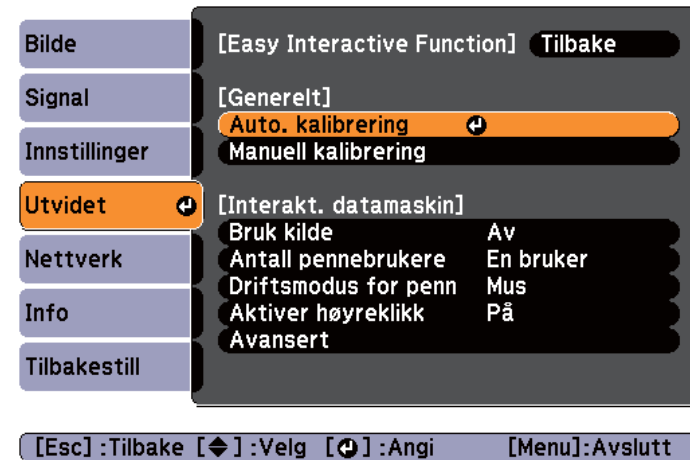 Bilde
Signal
Innstillinger
Utvidet
Nettverk
Info
Tilbakestill
[Easy Interactive Function] Tilbake
[Generelt]
Auto. kalibrering
Manuell kalibrering
[Interakt. datamaskin]
Bruk kilde Av
Antall pennebrukere En bruker
Driftsmodus for penn Mus
Aktiver høyreklikk På
Avansert
[Esc] :Tilbake [◆] :Velg [↵] :Angi [Menu]:Avslutt